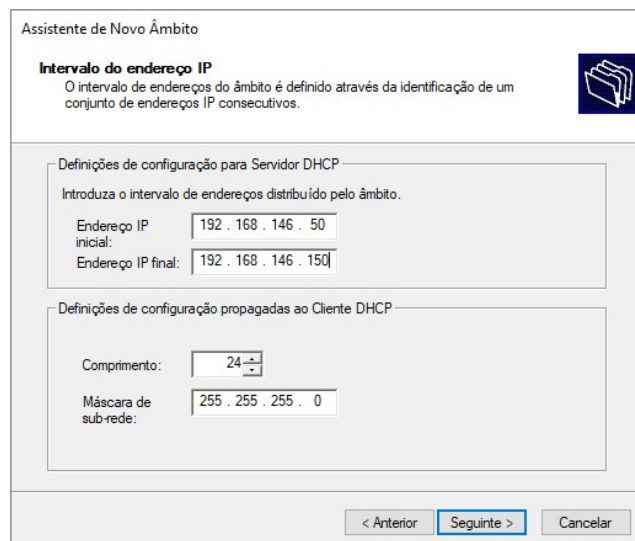 Assistente de Novo Âmbito
Intervalo do endereço IP
O intervalo de endereços do âmbito é definido através da identificação de um
conjunto de endereços IP consecutivos.
Definições de configuração para Servidor DHCP
Introduza o intervalo de endereços distribuído pelo âmbito.
Endereço IP
inicial:
192 . 168 . 146 . 50
Endereço IP final:
192 . 168 . 146 . 150
Definições de configuração propagadas ao Cliente DHCP
Comprimento:
24
Máscara de
sub-rede:
255 . 255 . 255 . 0
< Anterior
Seguinte >
Cancelar